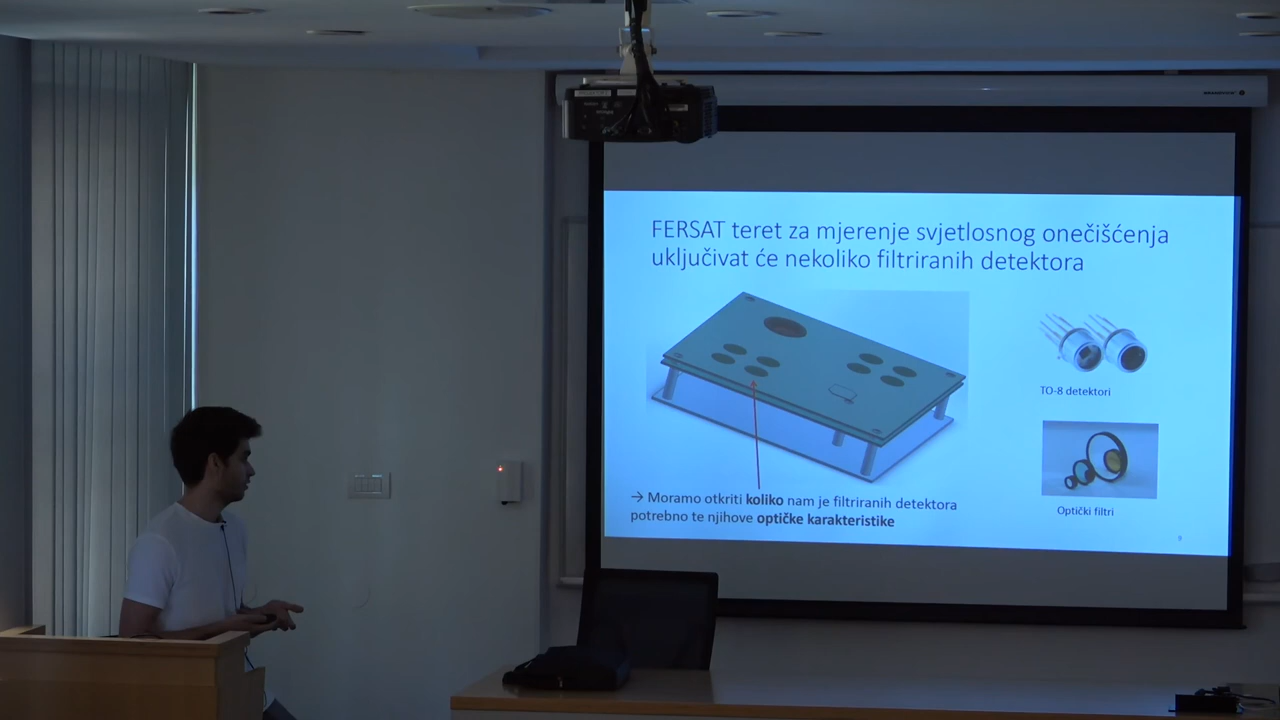 FERSAT teret za mjerenje svjetlosnog onečišćenja
uključivat će nekoliko filtriranih detektora
TO-8 detektori
→ Moramo otkriti koliko nam je filtriranih detektora
potrebno te njihove optičke karakteristike
Optički filtri